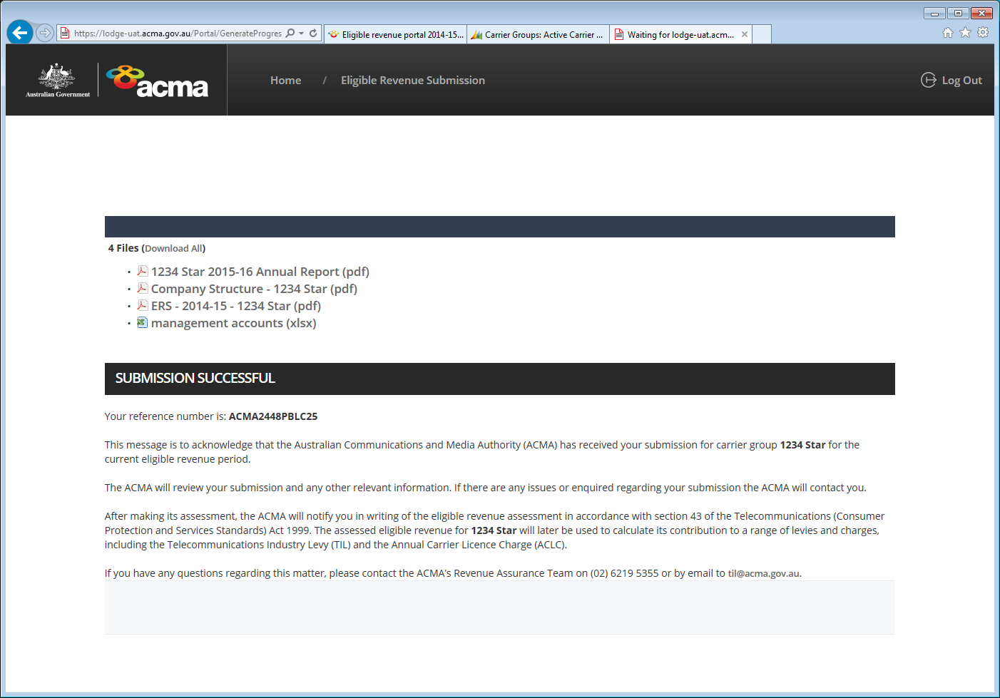 https://lodge-uat.acma.gov.au/Portal/GenerateProgres
Eligible revenue portal 2014-15...
Carrier Groups: Active Carrier ...
Waiting for lodge-uat.acm...
Australian Government
acma
Home / Eligible Revenue Submission
Log Out
4 Files (Download All)
• 1234 Star 2015-16 Annual Report (pdf)
• Company Structure - 1234 Star (pdf)
• ERS - 2014-15 - 1234 Star (pdf)
• management accounts (xlsx)
SUBMISSION SUCCESSFUL
Your reference number is: ACMA2448PBLC25
This message is to acknowledge that the Australian Communications and Media Authority (ACMA) has received your submission for carrier group 1234 Star for the
current eligible revenue period.
The ACMA will review your submission and any other relevant information. If there are any issues or enquired regarding your submission the ACMA will contact you.
After making its assessment, the ACMA will notify you in writing of the eligible revenue assessment in accordance with section 43 of the Telecommunications (Consumer
Protection and Services Standards) Act 1999. The assessed eligible revenue for 1234 Star will later be used to calculate its contribution to a range of levies and charges,
including the Telecommunications Industry Levy (TIL) and the Annual Carrier Licence Charge (ACLC).
If you have any questions regarding this matter, please contact the ACMA’s Revenue Assurance Team on (02) 6219 5355 or by email to til@acma.gov.au.